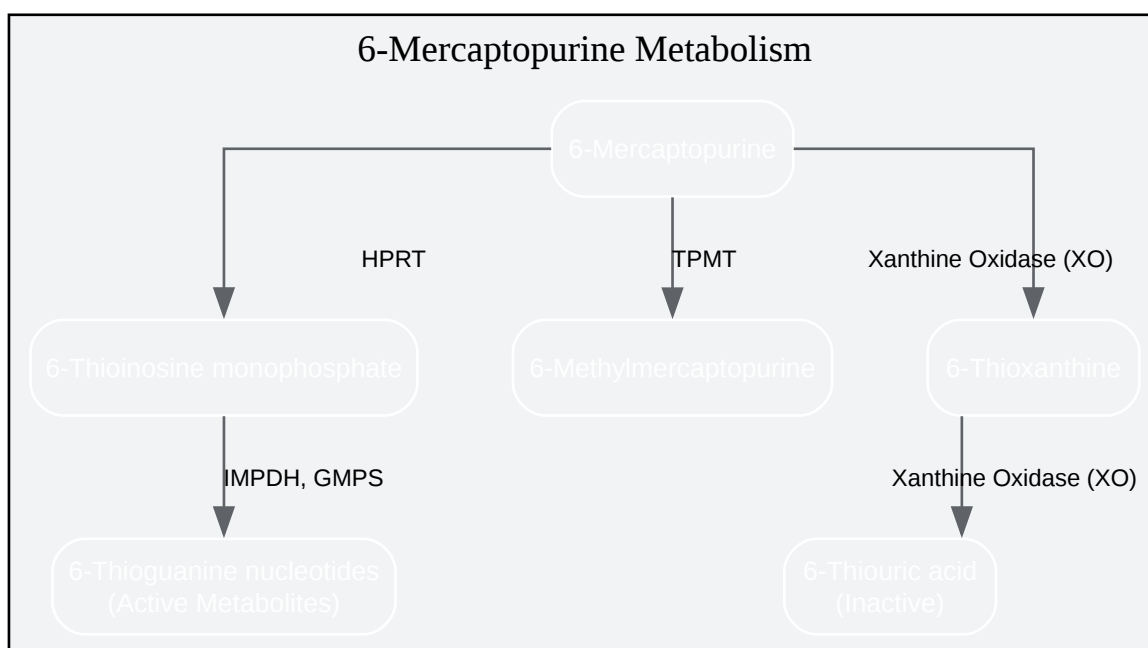 6-Mercaptopurine Metabolism
6-Mercaptopurine
HPRT
TPMT
Xanthine Oxidase (XO)
6-Thioinosine monophosphate
6-Methylmercaptopurine
6-Thioxanthine
IMPDH, GMPS
Xanthine Oxidase (XO)
6-Thioguanine nucleotides
(Active Metabolites)
6-Thiouric acid
(Inactive)